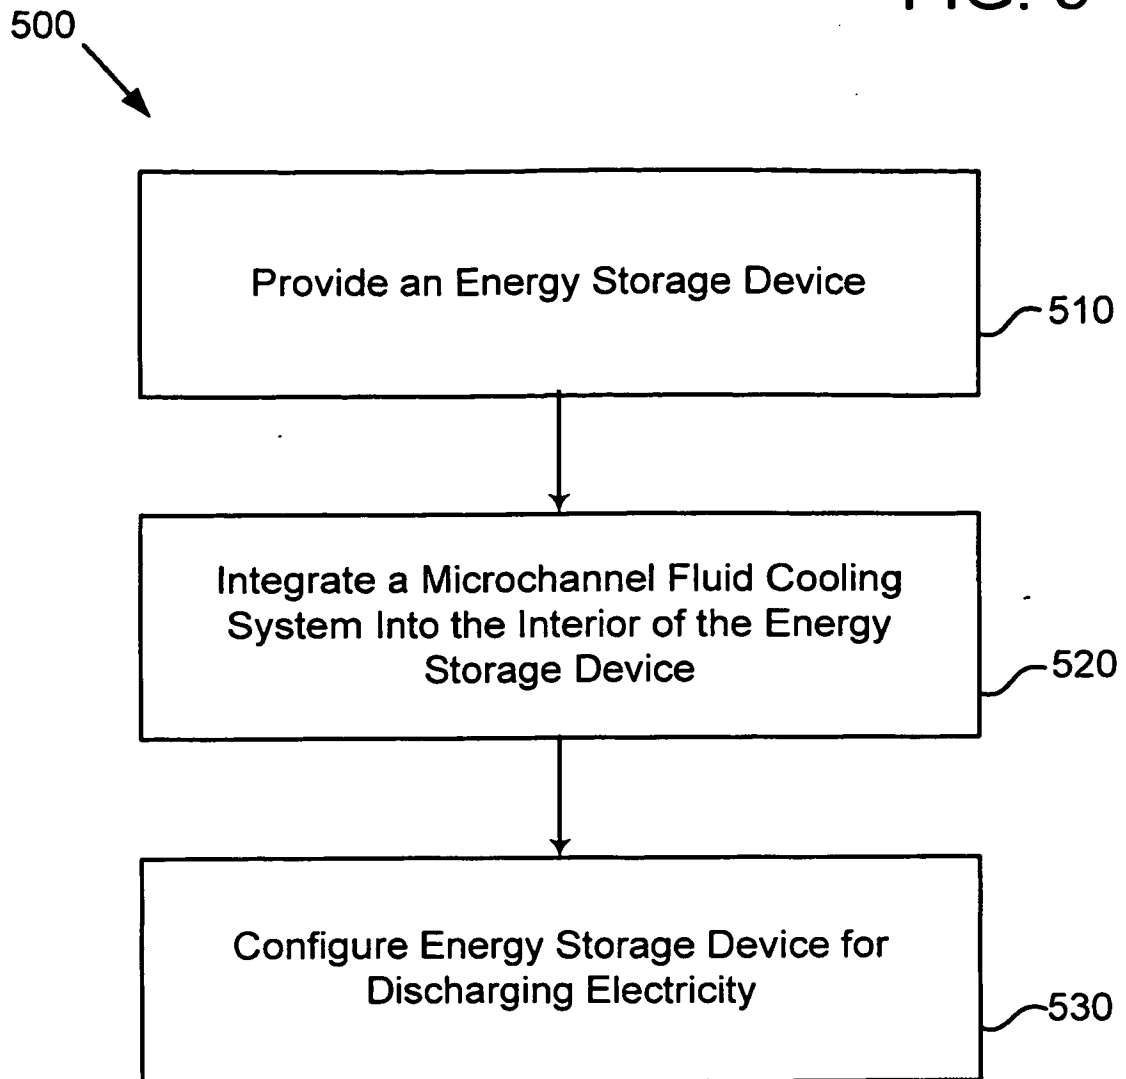 FIG.
500
Provide an Energy Storage Device
510
Integrate a Microchannel Fluid Cooling
System Into the Interior of the Energy
Storage Device
520
Configure Energy Storage Device for
Discharging Electricity
530